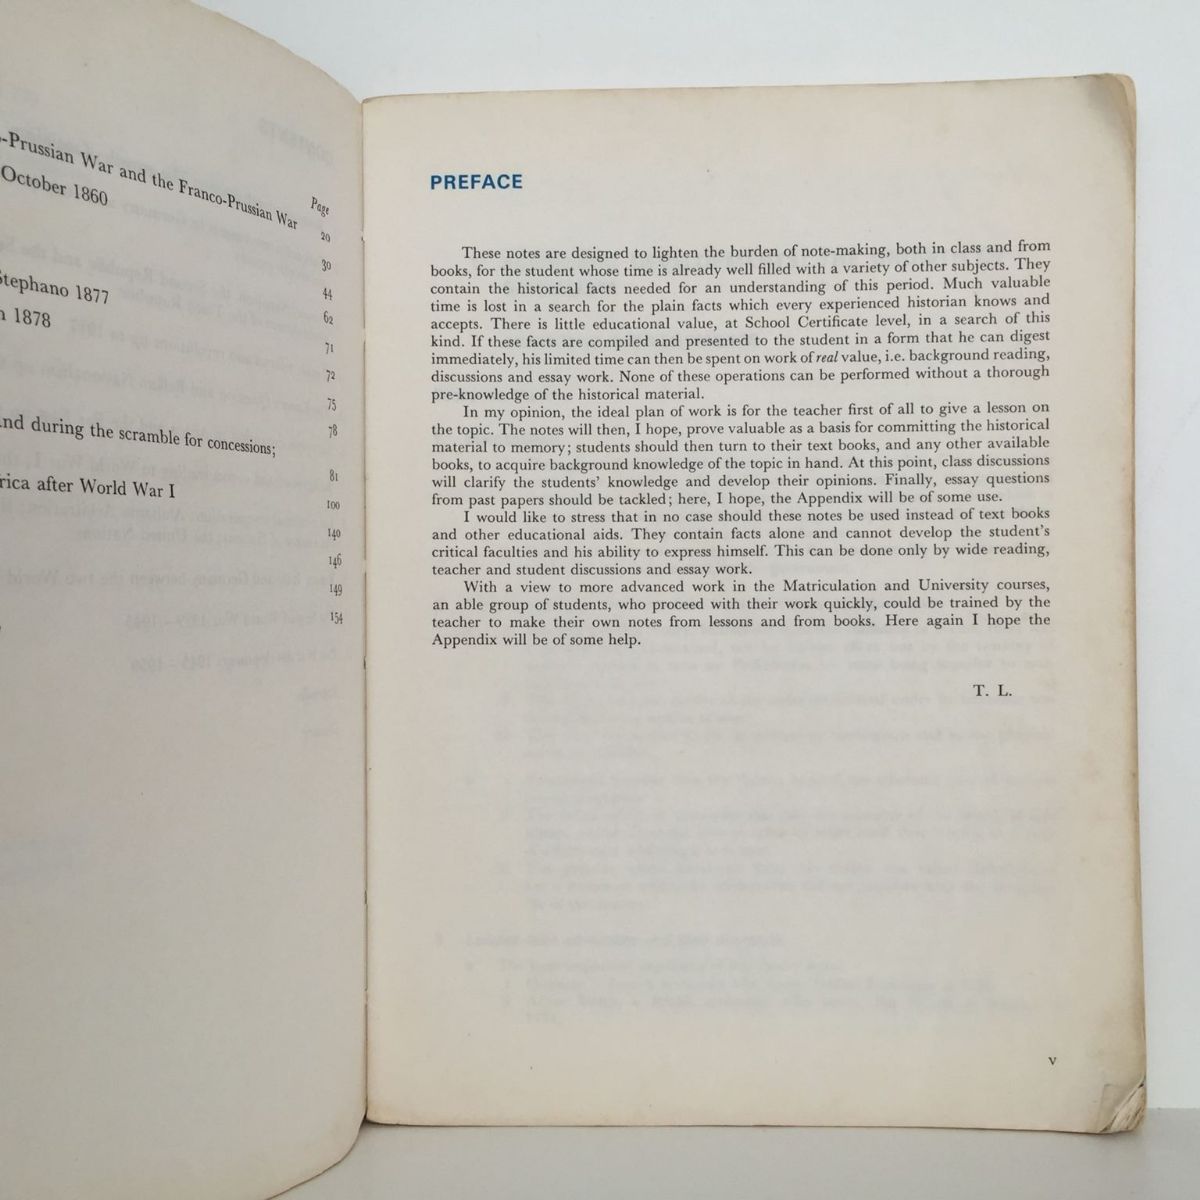 -Prussian War and the Franco-Prussian War
October 1860
Stephano 1877
1878
and during the scramble for concessions;
rica after World War I
Page
20
30
44
62
71
72
75
78
81
100
140
146
149
154
PREFACE
These notes are designed to lighten the burden of note-making, both in class and from
books, for the student whose time is already well filled with a variety of other subjects. They
contain the historical facts needed for an understanding of this period. Much valuable
time is lost in a search for the plain facts which every experienced historian knows and
accepts. There is little educational value, at School Certificate level, in a search of this
kind. If these facts are compiled and presented to the student in a form that he can digest
immediately, his limited time can then be spent on work of real value, i.e. background reading,
discussions and essay work. None of these operations can be performed without a thorough
pre-knowledge of the historical material.
In my opinion, the ideal plan of work is for the teacher first of all to give a lesson on
the topic. The notes will then, I hope, prove valuable as a basis for committing the historical
material to memory; students should then turn to their text books, and any other available
books, to acquire background knowledge of the topic in hand. At this point, class discussions
will clarify the students' knowledge and develop their opinions. Finally, essay questions
from past papers should be tackled; here, I hope, the Appendix will be of some use.
I would like to stress that in no case should these notes be used instead of text books
and other educational aids. They contain facts alone and cannot develop the student's
critical faculties and his ability to express himself. This can be done only by wide reading,
teacher and student discussions and essay work.
With a view to more advanced work in the Matriculation and University courses,
an able group of students, who proceed with their work quickly, could be trained by the
teacher to make their own notes from lessons and from books. Here again I hope the
Appendix will be of some help.
T. L.
v